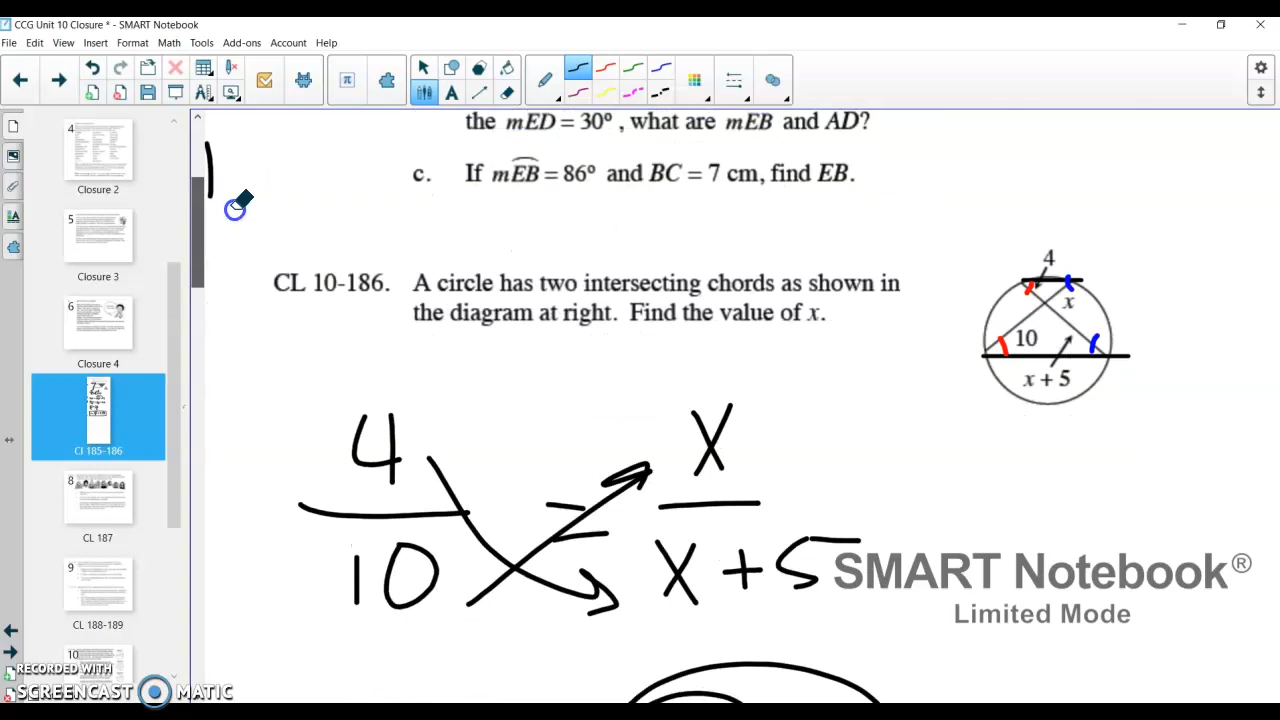 CCG Unit 10 Closure * - SMART Notebook
File Edit View Insert Format Math Tools Add-ons Account Help
4
Closure 2
5
Closure 3
6
Closure 4
7
Cl 185-186
8
CL 187
9
CL 188-189
10
the mED = 30° , what are mEB and AD?
c. If mEB = 86° and BC = 7 cm, find EB.
CL 10-186. A circle has two intersecting chords as shown in
the diagram at right. Find the value of x.
4
x
10
x + 5
4 X
=
10 X + 5
SMART Notebook®
Limited Mode
RECORDED WITH
SCREENCAST MATIC